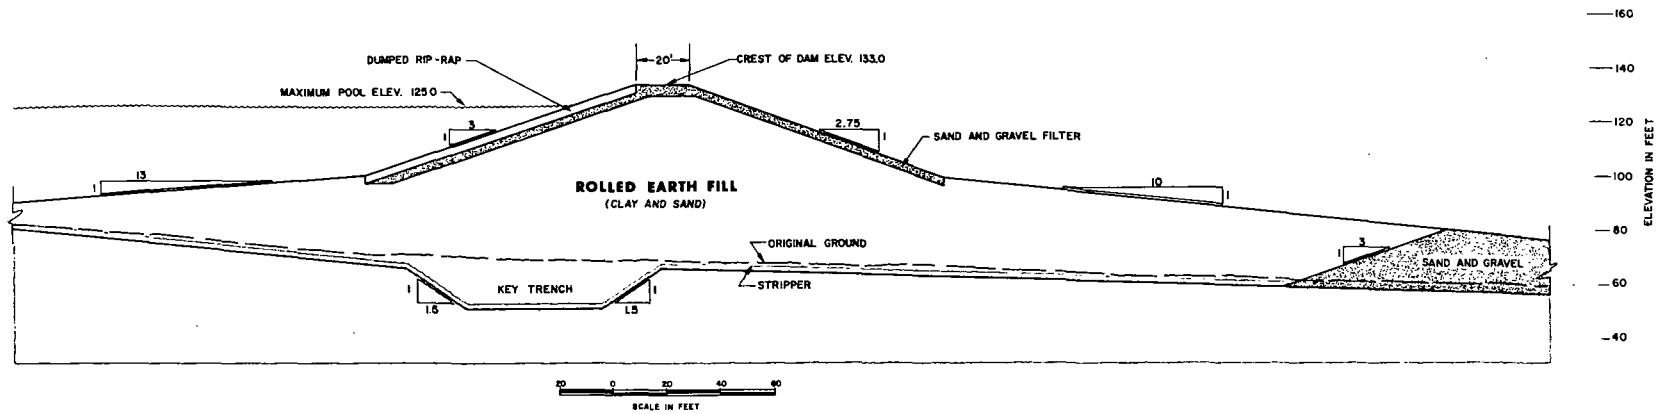 160
20'
DUMPED RIP-RAP
CREST OF DAM ELEV. 133.0
140
MAXIMUM POOL ELEV. 125.0
3
1
2.75
1
120
SAND AND GRAVEL FILTER
ELEVATION IN FEET
13
1
ROLLED EARTH FILL
(CLAY AND SAND)
10
1
100
80
ORIGINAL GROUND
3
1
SAND AND GRAVEL
STRIPPER
KEY TRENCH
1
1.5
1
1.5
60
40
20 0 20 40 60
SCALE IN FEET